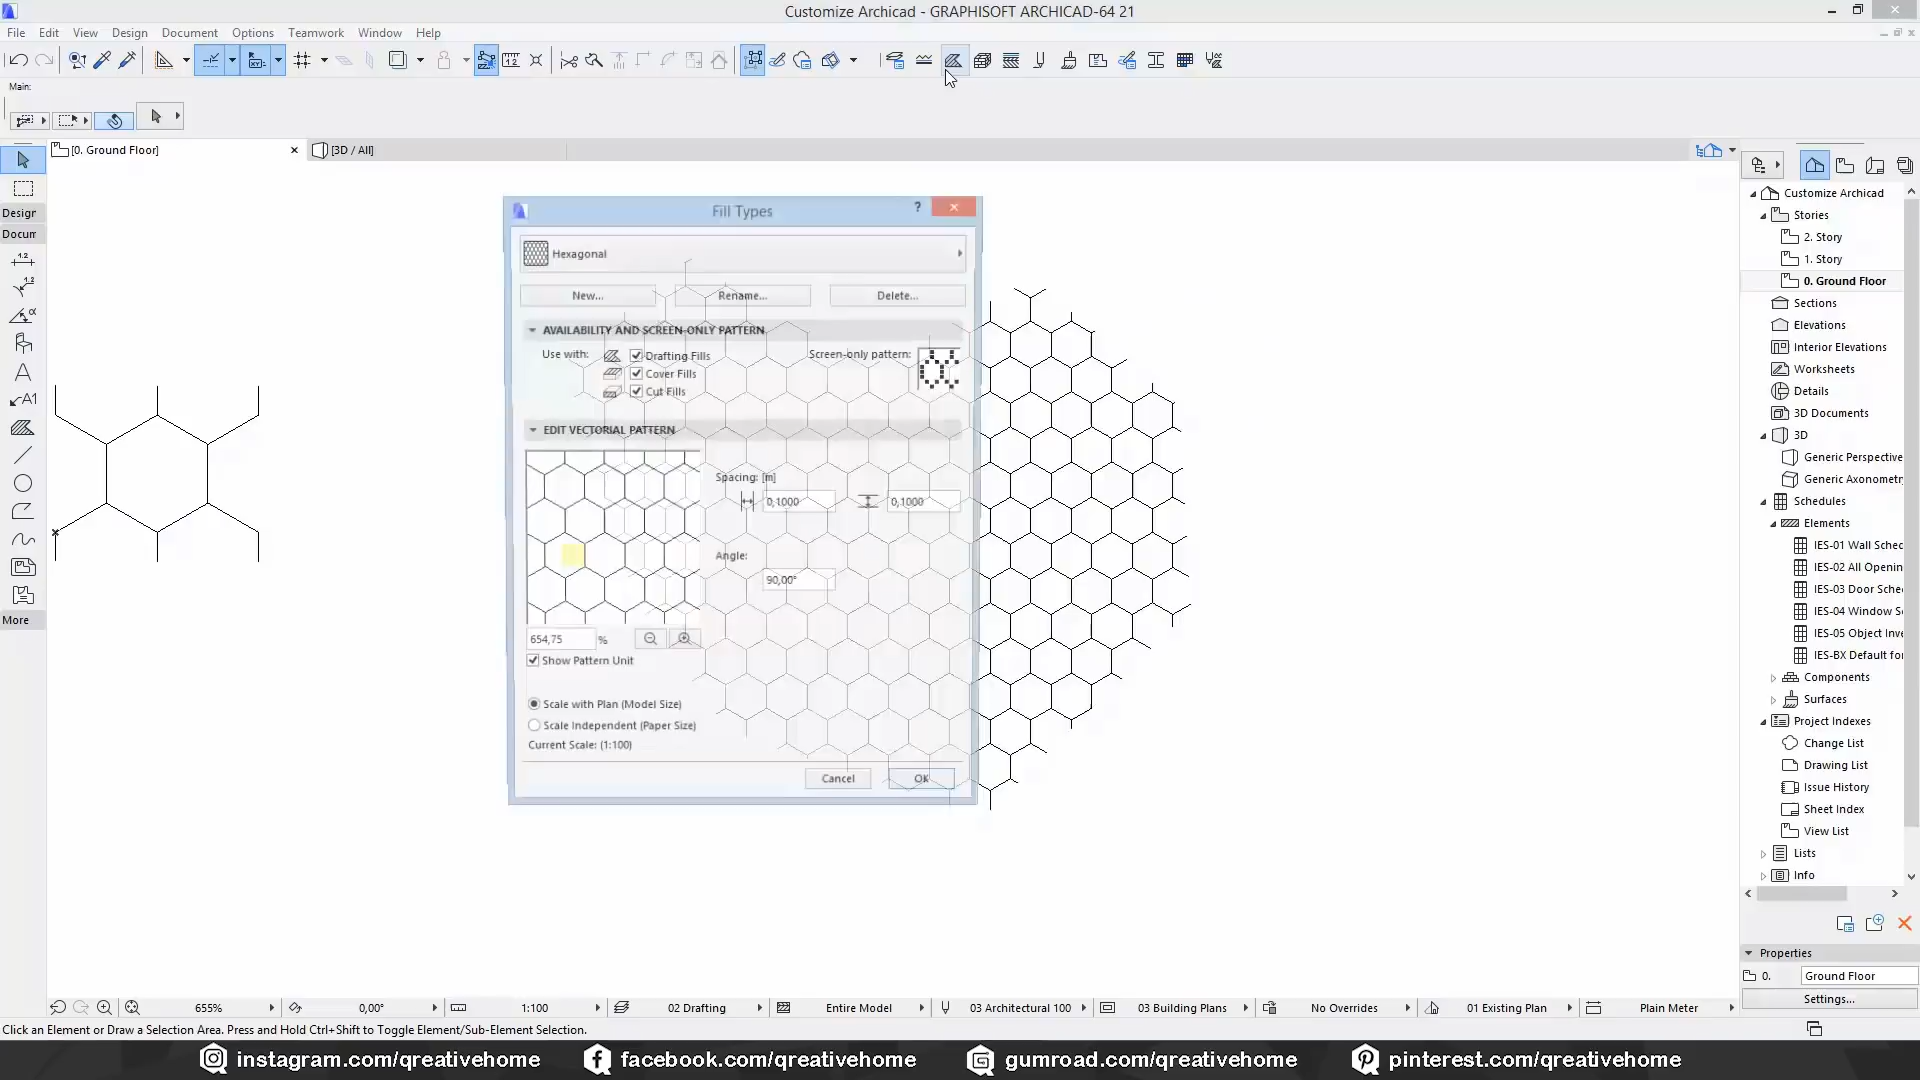 Customize Archicad - GRAPHISOFT ARCHICAD-64 21
File Edit View Design Document Options Teamwork Window Help
Main:
[0. Ground Floor]
[3D / All]
Design
Docum
More
Fill Types
?
Hexagonal
New...
Rename...
Delete...
AVAILABILITY AND SCREEN-ONLY PATTERN
Use with:
Drafting Fills
Cover Fills
Cut Fills
Screen-only pattern:
EDIT VECTORIAL PATTERN
Spacing: [m]
0,1000
0,1000
Angle:
90,00°
654,75 %
Show Pattern Unit
Scale with Plan (Model Size)
Scale Independent (Paper Size)
Current Scale: (1:100)
Cancel
OK
Customize Archicad
Stories
2. Story
1. Story
0. Ground Floor
Sections
Elevations
Interior Elevations
Worksheets
Details
3D Documents
3D
Generic Perspective
Generic Axonometry
Schedules
Elements
IES-01 Wall Sched
IES-02 All Openin
IES-03 Door Sche
IES-04 Window S
IES-05 Object Inve
IES-BX Default fo
Components
Surfaces
Project Indexes
Change List
Drawing List
Issue History
Sheet Index
View List
Lists
Info
Properties
0. Ground Floor
Settings...
655% 0,00° 1:100 02 Drafting Entire Model 03 Architectural 100 03 Building Plans No Overrides 01 Existing Plan Plain Meter
Click an Element or Draw a Selection Area. Press and Hold Ctrl+Shift to Toggle Element/Sub-Element Selection.
instagram.com/qreativehome facebook.com/qreativehome gumroad.com/qreativehome pinterest.com/qreativehome